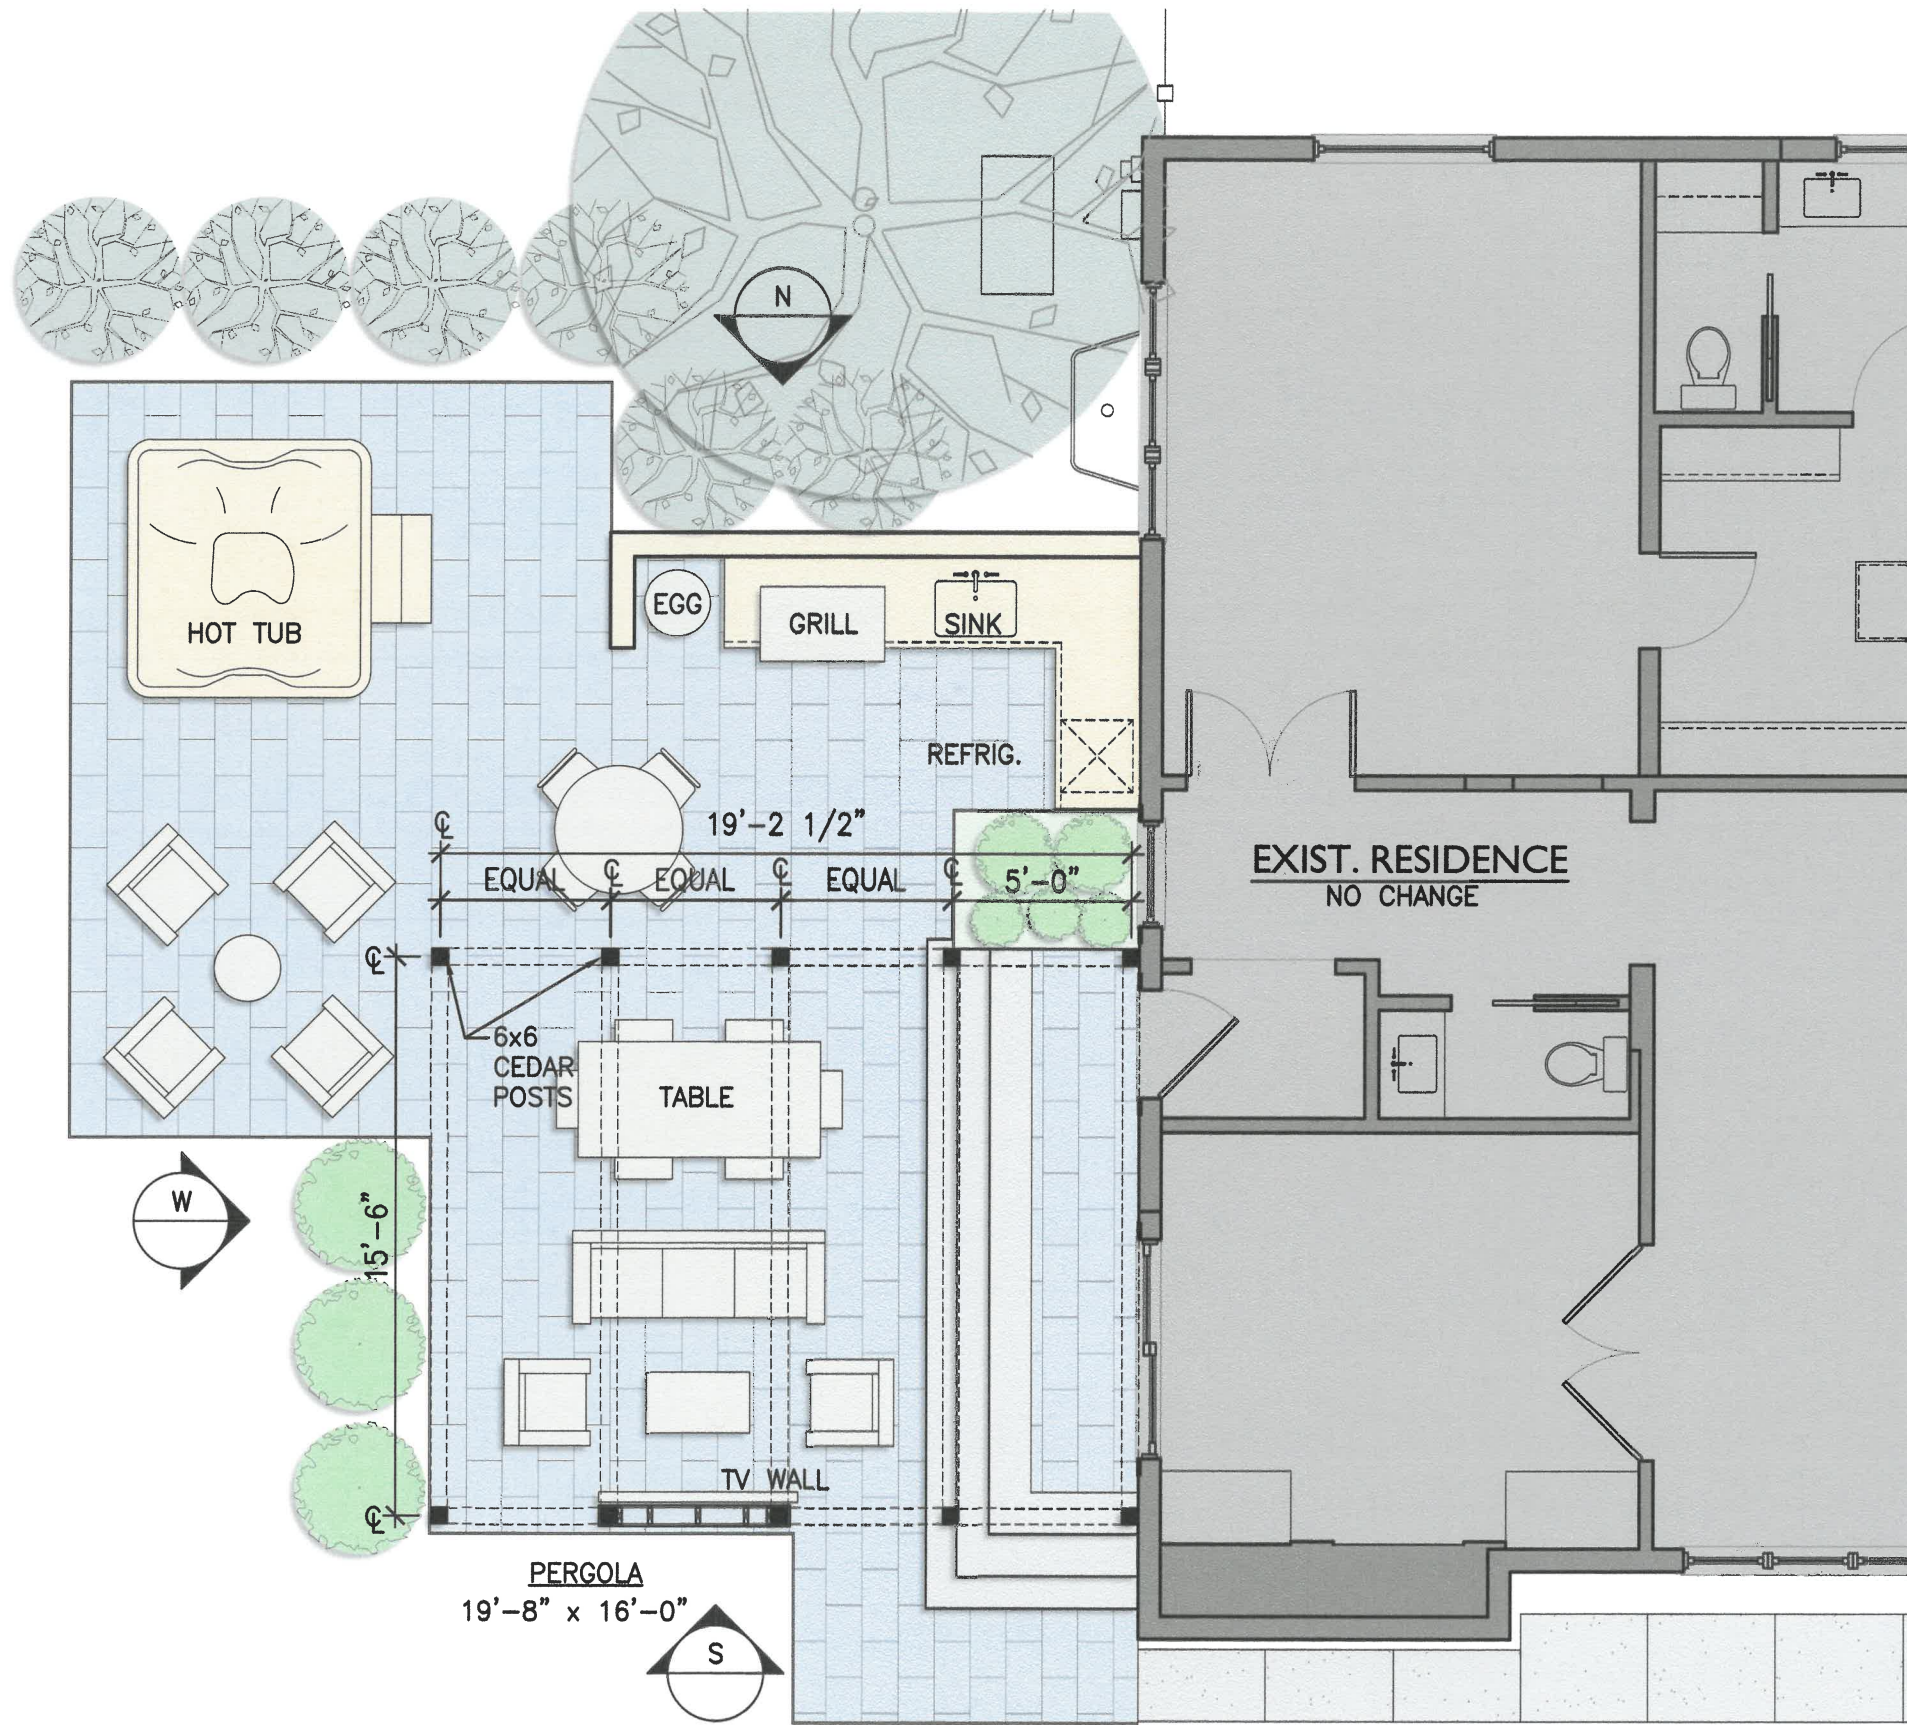 N
EGG
GRILL
SINK
HOT TUB
REFRIG.
℄
19'-2 1/2"
EQUAL
℄
EQUAL
℄
EQUAL
℄
5'-0"
EXIST. RESIDENCE
NO CHANGE
℄
6x6
CEDAR
POSTS
TABLE
W
15'-6"
TV WALL
℄
PERGOLA
19'-8" x 16'-0"
S